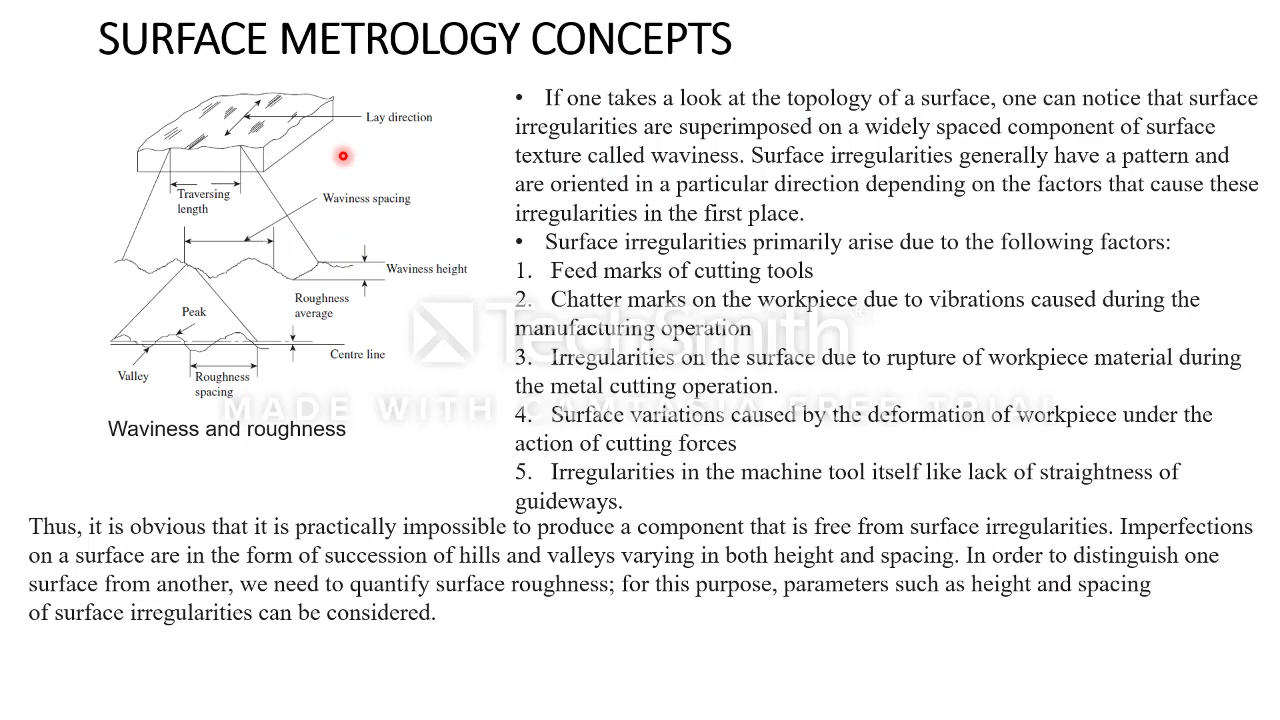 SURFACE METROLOGY CONCEPTS
Lay direction
Traversing
length
Waviness spacing
Waviness height
Roughness
average
Peak
Centre line
Valley
Roughness
spacing
Waviness and roughness
• If one takes a look at the topology of a surface, one can notice that surface
irregularities are superimposed on a widely spaced component of surface
texture called waviness. Surface irregularities generally have a pattern and
are oriented in a particular direction depending on the factors that cause these
irregularities in the first place.
• Surface irregularities primarily arise due to the following factors:
1. Feed marks of cutting tools
2. Chatter marks on the workpiece due to vibrations caused during the
manufacturing operation
3. Irregularities on the surface due to rupture of workpiece material during
the metal cutting operation.
4. Surface variations caused by the deformation of workpiece under the
action of cutting forces
5. Irregularities in the machine tool itself like lack of straightness of
guideways.
Thus, it is obvious that it is practically impossible to produce a component that is free from surface irregularities. Imperfections
on a surface are in the form of succession of hills and valleys varying in both height and spacing. In order to distinguish one
surface from another, we need to quantify surface roughness; for this purpose, parameters such as height and spacing
of surface irregularities can be considered.
TechSmith®
MADE WITH CAMTASIA FREE TRIAL